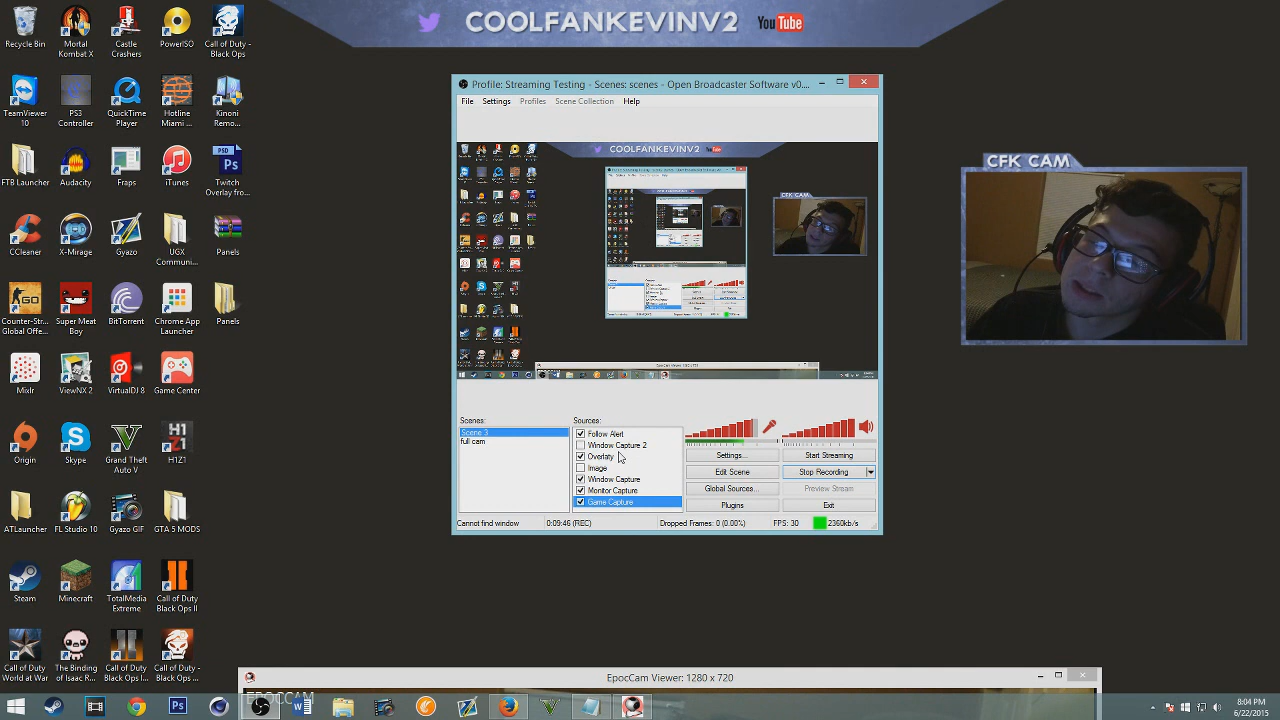 COOLFANKEVINV2 YouTube
Recycle Bin
Mortal Kombat X
Castle Crashers
PowerISO
Call of Duty - Black Ops
TeamViewer 10
PS3 Controller
QuickTime Player
Hotline Miami ...
Kinoni Remo...
Audacity
Fraps
iTunes
PSD
Ps
Twitch Overlay fro...
CCleaner
X-Mirage
Gyazo
UGX Communi...
Panels
Counter-Str... Global Offe...
Super Meat Boy
BitTorrent
Chrome App Launcher
Panels
Mixlr
ViewNX 2
VirtualDJ 8
Game Center
Origin
Skype
Grand Theft Auto V
H1Z1
H1Z1
ATLauncher
FL Studio 10
Gyazo GIF
GTA 5 MODS
Steam
Minecraft
TotalMedia Extreme
Call of Duty Black Ops II
Call of Duty World at War
The Binding of Isaac R...
Call of Duty Black Ops ...
Call of Duty - Black Ops ...
Profile: Streaming Testing - Scenes: scenes - Open Broadcaster Software v0....
File Settings Profiles Scene Collection Help
COOLFANKEVINV2
CFK CAM
CFK CAM
Scenes:
Scene 3
full cam
Sources:
Follow Alert
Window Capture 2
Overlaty
Image
Window Capture
Monitor Capture
Game Capture
Settings...
Start Streaming
Edit Scene
Stop Recording
Global Sources...
Preview Stream
Plugins
Exit
Cannot find window 0:09:46 (REC) Dropped Frames: 0 (0.00%) FPS: 30 2360kb/s
EpocCam Viewer: 1280 x 720
EPOCCAM
8:04 PM
6/22/2015